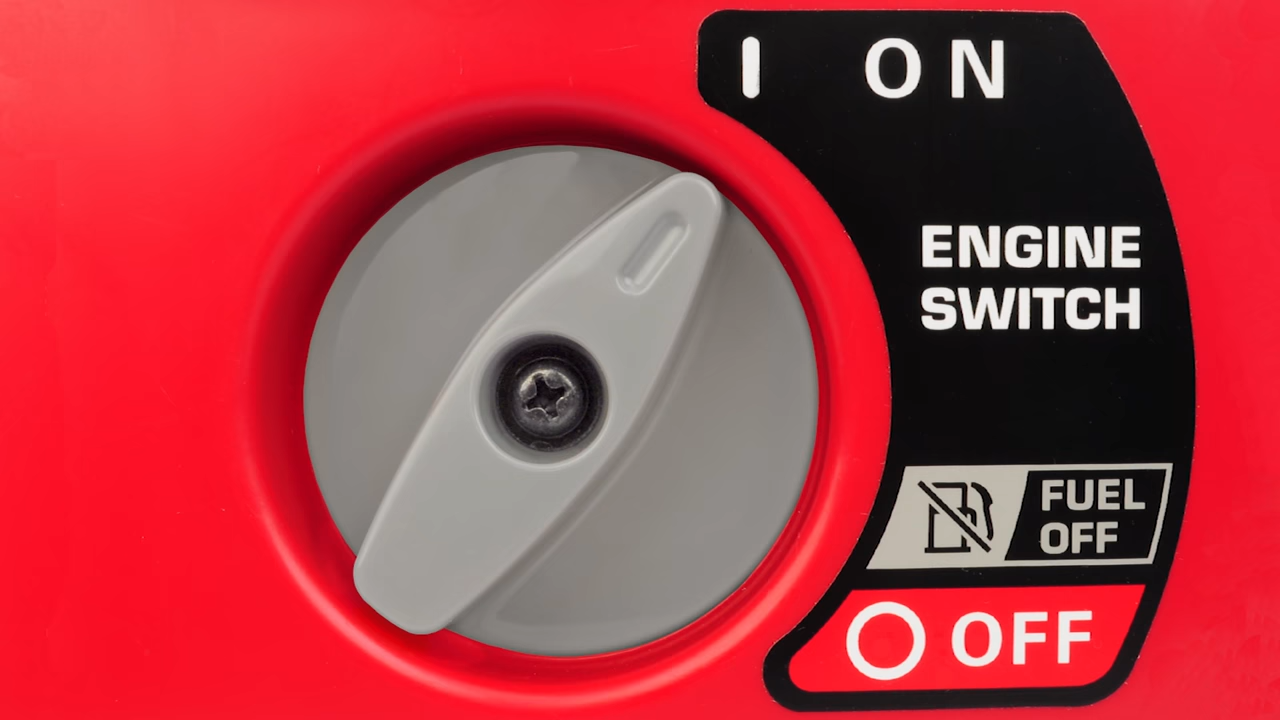 I ON
ENGINE
SWITCH
FUEL
OFF
O OFF